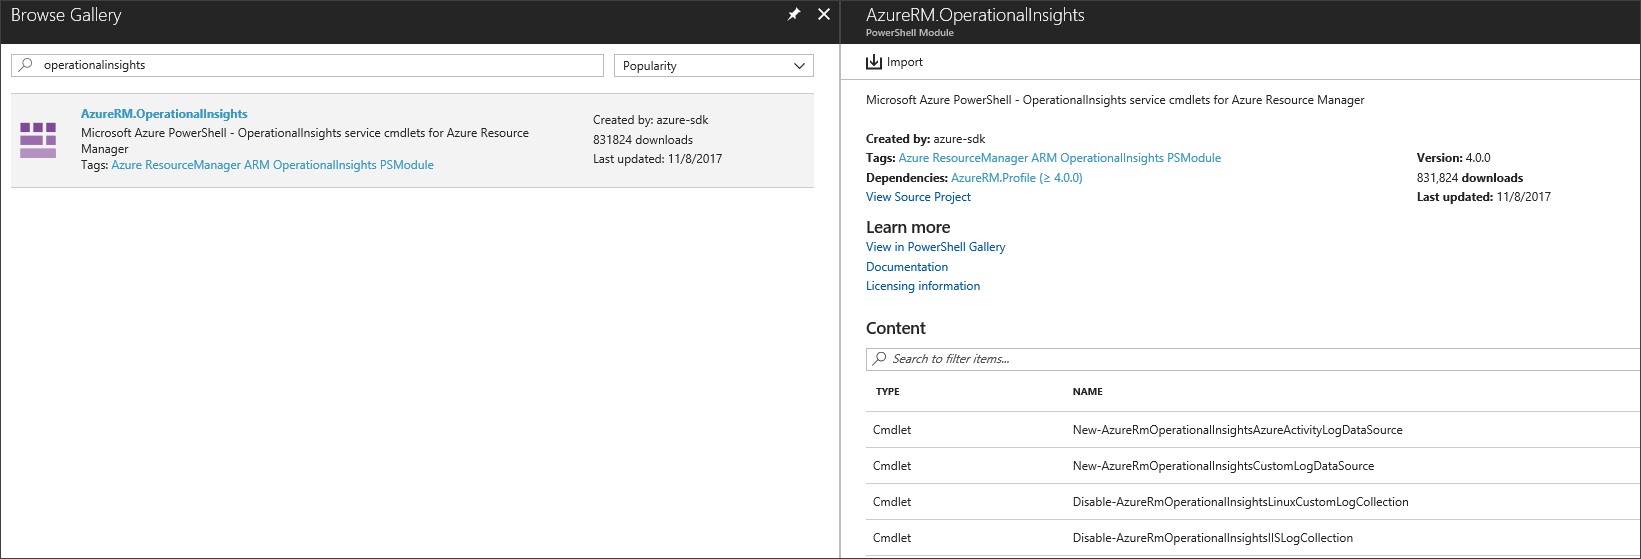 Browse Gallery
operationalinsights
Popularity
AzureRM.OperationalInsights
Microsoft Azure PowerShell - OperationalInsights service cmdlets for Azure Resource
Manager
Tags: Azure ResourceManager ARM OperationalInsights PSModule
Created by: azure-sdk
831824 downloads
Last updated: 11/8/2017
AzureRM.OperationalInsights
PowerShell Module
Import
Microsoft Azure PowerShell - OperationalInsights service cmdlets for Azure Resource Manager
Created by: azure-sdk
Tags: Azure ResourceManager ARM OperationalInsights PSModule
Dependencies: AzureRM.Profile (≥ 4.0.0)
View Source Project
Version: 4.0.0
831,824 downloads
Last updated: 11/8/2017
Learn more
View in PowerShell Gallery
Documentation
Licensing information
Content
Search to filter items...
TYPE NAME
Cmdlet New-AzureRmOperationalInsightsAzureActivityLogDataSource
Cmdlet New-AzureRmOperationalInsightsCustomLogDataSource
Cmdlet Disable-AzureRmOperationalInsightsLinuxCustomLogCollection
Cmdlet Disable-AzureRmOperationalInsightsIISLogCollection